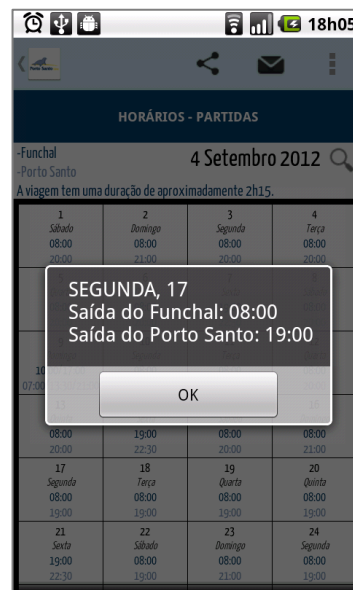 18h05
Porto Santo
HORÁRIOS - PARTIDAS
-Funchal
-Porto Santo
4 Setembro 2012
A viagem tem uma duração de aproximadamente 2h15.
1 2 3 4
Sábado Domingo Segunda Terça
08:00 08:00 08:00 08:00
20:00 21:00 20:00 20:00
SEGUNDA, 17
Saída do Funchal: 08:00
Saída do Porto Santo: 19:00
OK
08:00 19:00 08:00 08:00
20:00 22:30 20:00 21:00
17 18 19 20
Segunda Terça Quarta Quinta
08:00 08:00 08:00 08:00
19:00 19:00 19:00 19:00
21 22 23 24
Sexta Sábado Domingo Segunda
19:00 08:00 08:00 08:00
22:30 19:00 21:00 19:00